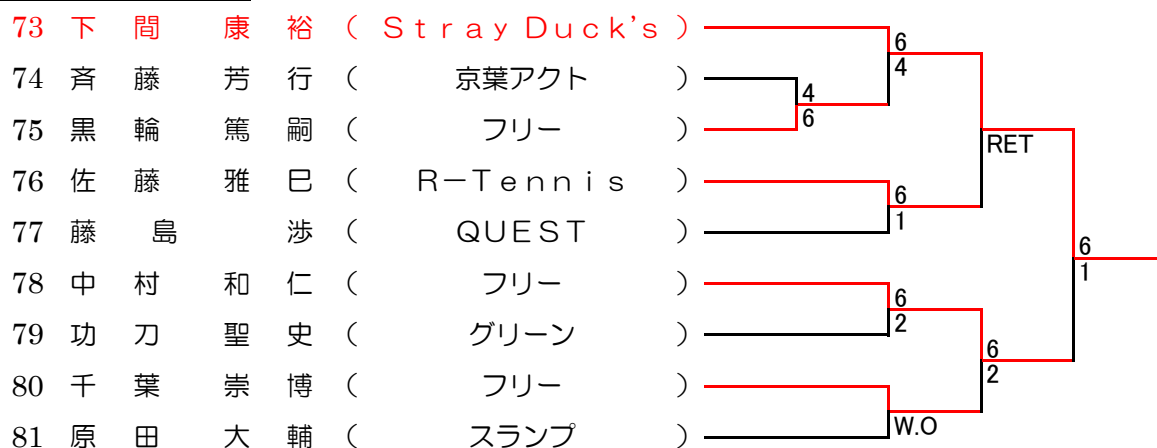 73 下間 康裕 ( Stray Duck's )
6
4
74 斉藤 芳行 ( 京葉アクト )
4
6
75 黒輪 篤嗣 ( フリー )
RET
76 佐藤 雅巳 ( R－Tennis )
6
1
77 藤島 渉 ( QUEST )
6
1
78 中村 和仁 ( フリー )
6
2
79 功刀 聖史 ( グリーン )
6
2
80 千葉 崇博 ( フリー )
W.O
81 原田 大輔 ( スランプ )